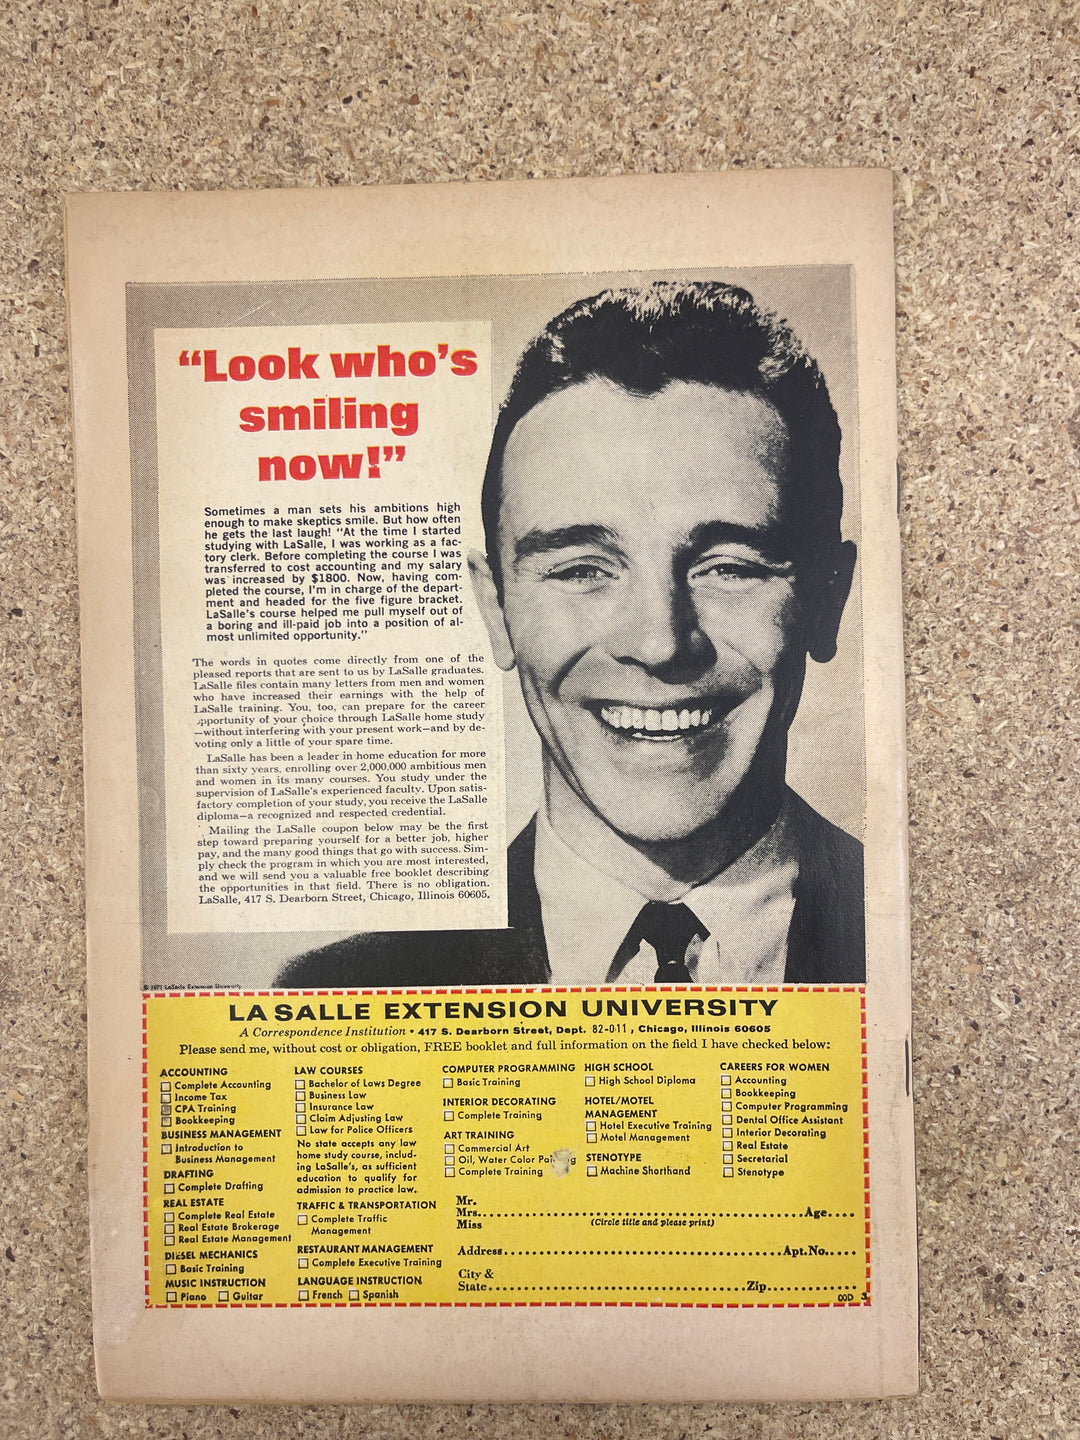 “Look who’s
smiling
now!”
Sometimes a man sets his ambitions high
enough to make skeptics smile. But how often
he gets the last laugh! “At the time I started
studying with LaSalle, I was working as a fac-
tory clerk. Before completing the course I was
transferred to cost accounting and my salary
was increased by $1800. Now, having com-
pleted the course, I’m in charge of the depart-
ment and headed for the five figure bracket.
LaSalle’s course helped me pull myself out of
a boring and ill-paid job into a position of al-
most unlimited opportunity.”
The words in quotes come directly from one of the
pleased reports that are sent to us by LaSalle graduates.
LaSalle files contain many letters from men and women
who have increased their earnings with the help of
LaSalle training. You, too, can prepare for the career
opportunity of your choice through LaSalle home study
—without interfering with your present work—and by de-
voting only a little of your spare time.
LaSalle has been a leader in home education for more
than sixty years, enrolling over 2,000,000 ambitious men
and women in its many courses. You study under the
supervision of LaSalle’s experienced faculty. Upon satis-
factory completion of your study, you receive the LaSalle
diploma—a recognized and respected credential.
Mailing the LaSalle coupon below may be the first
step toward preparing yourself for a better job, higher
pay, and the many good things that go with success. Sim-
ply check the program in which you are most interested,
and we will send you a valuable free booklet describing
the opportunities in that field. There is no obligation.
LaSalle, 417 S. Dearborn Street, Chicago, Illinois 60605.
© 1971 LaSalle Extension University
LA SALLE EXTENSION UNIVERSITY
A Correspondence Institution • 417 S. Dearborn Street, Dept. 82-011, Chicago, Illinois 60605
Please send me, without cost or obligation, FREE booklet and full information on the field I have checked below:
ACCOUNTING
Complete Accounting
Income Tax
CPA Training
Bookkeeping
BUSINESS MANAGEMENT
Introduction to
Business Management
DRAFTING
Complete Drafting
REAL ESTATE
Complete Real Estate
Real Estate Brokerage
Real Estate Management
DIESEL MECHANICS
Basic Training
MUSIC INSTRUCTION
Piano Guitar
LAW COURSES
Bachelor of Laws Degree
Business Law
Insurance Law
Claim Adjusting Law
Law for Police Officers
No state accepts any law
home study course, includ-
ing LaSalle’s, as sufficient
education to qualify for
admission to practice law.
TRAFFIC & TRANSPORTATION
Complete Traffic
Management
RESTAURANT MANAGEMENT
Complete Executive Training
LANGUAGE INSTRUCTION
French Spanish
COMPUTER PROGRAMMING
Basic Training
INTERIOR DECORATING
Complete Training
ART TRAINING
Commercial Art
Oil, Water Color
Complete Training
HIGH SCHOOL
High School Diploma
HOTEL/MOTEL
MANAGEMENT
Hotel Executive Training
Motel Management
STENOTYPE
Machine Shorthand
CAREERS FOR WOMEN
Accounting
Bookkeeping
Computer Programming
Dental Office Assistant
Interior Decorating
Real Estate
Secretarial
Stenotype
Mr.
Mrs. Age
Miss (Circle title and please print)
Address Apt. No.
City &
State Zip